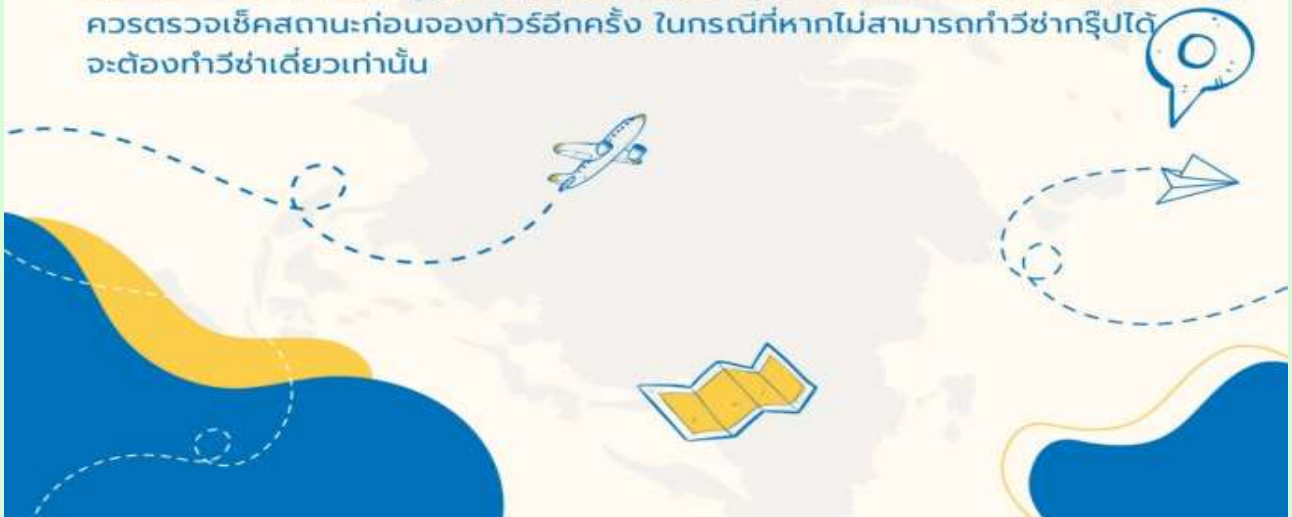 ควรตรวจเช็คสถานะก่อนจองทัวร์อีกครั้ง ในกรณีที่หากไม่สามารถทำวีซ่ากรุ๊ปได้
จะต้องทำวีซ่าเดี่ยวเท่านั้น